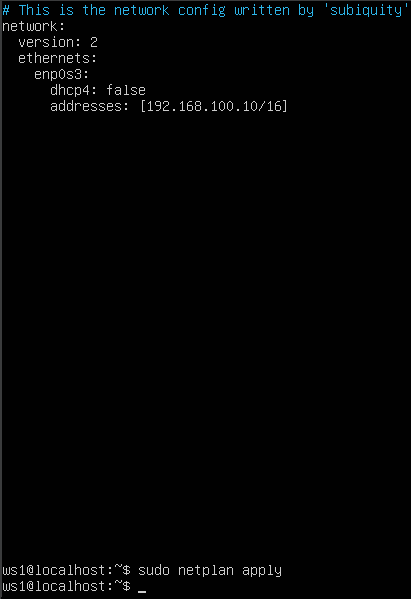 # This is the network config written by 'subiquity'
network:
  version: 2
  ethernets:
    enp0s3:
      dhcp4: false
      addresses: [192.168.100.10/16]
ws1@localhost:~$ sudo netplan apply
ws1@localhost:~$ _